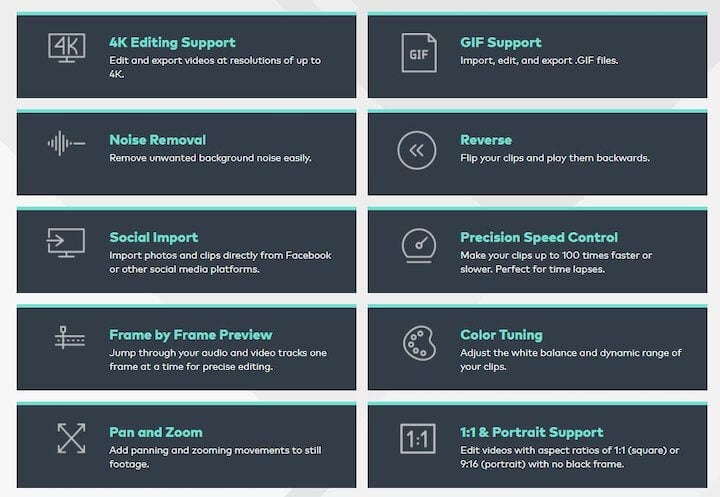 4K
4K Editing Support
Edit and export videos at resolutions of up to
4K.
GIF
GIF Support
Import, edit, and export .GIF files.
Noise Removal
Remove unwanted background noise easily.
Reverse
Flip your clips and play them backwards.
Social Import
Import photos and clips directly from Facebook
or other social media platforms.
Precision Speed Control
Make your clips up to 100 times faster or
slower. Perfect for time lapses.
Frame by Frame Preview
Jump through your audio and video tracks one
frame at a time for precise editing.
Color Tuning
Adjust the white balance and dynamic range of
your clips.
Pan and Zoom
Add panning and zooming movements to still
footage.
1:1
1:1 & Portrait Support
Edit videos with aspect ratios of 1:1 (square) or
9:16 (portrait) with no black frame.